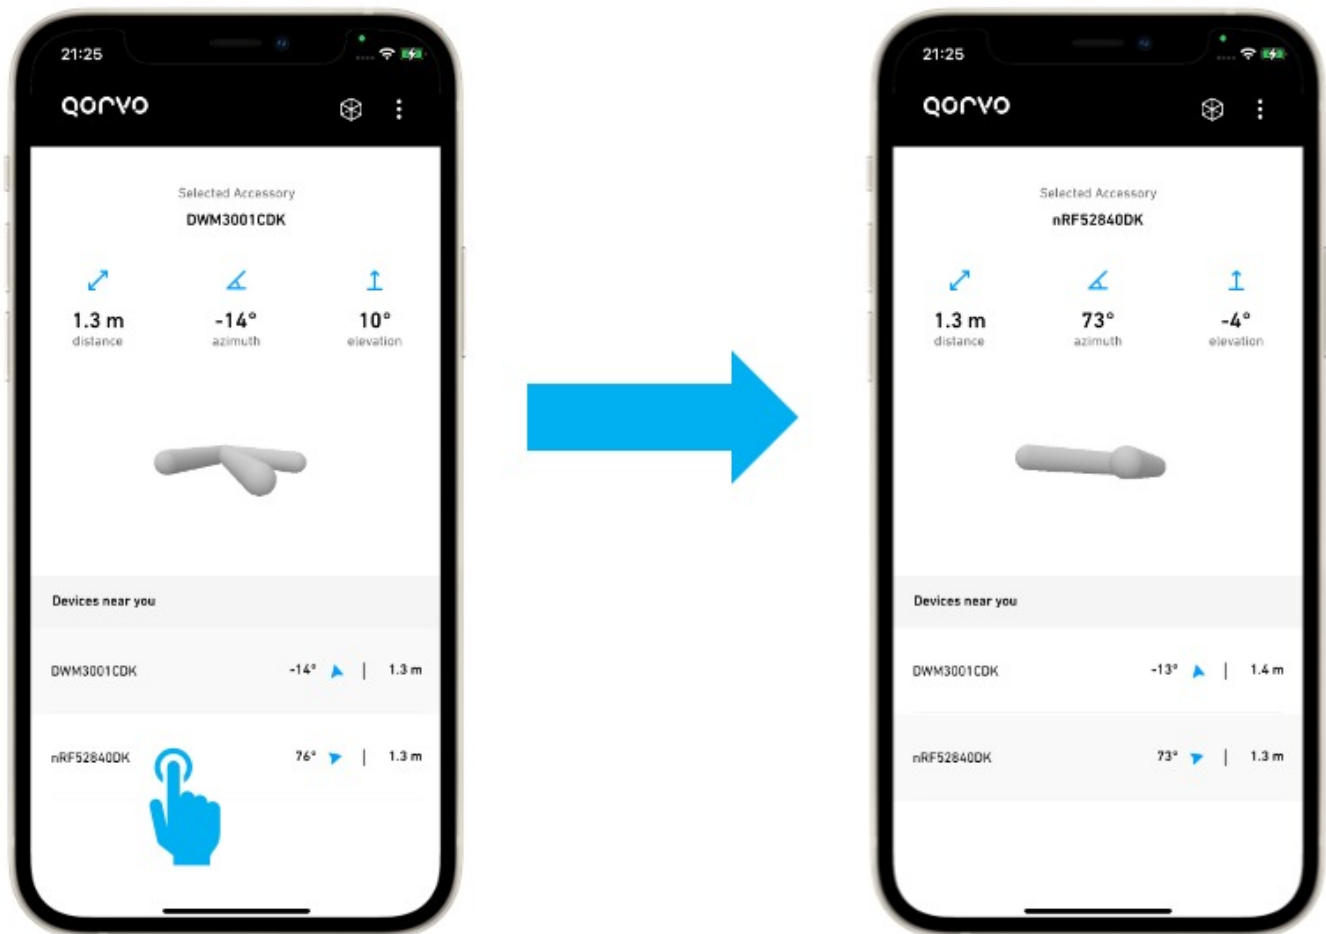 21:25
QORVO
Selected Accessory
DWM3001CDK
1.3 m -14° 10°
distance azimuth elevation
Devices near you
DWM3001CDK -14° | 1.3 m
nRF52840DK 76° | 1.3 m
21:25
QORVO
Selected Accessory
nRF52840DK
1.3 m 73° -4°
distance azimuth elevation
Devices near you
DWM3001CDK -13° | 1.4 m
nRF52840DK 73° | 1.3 m